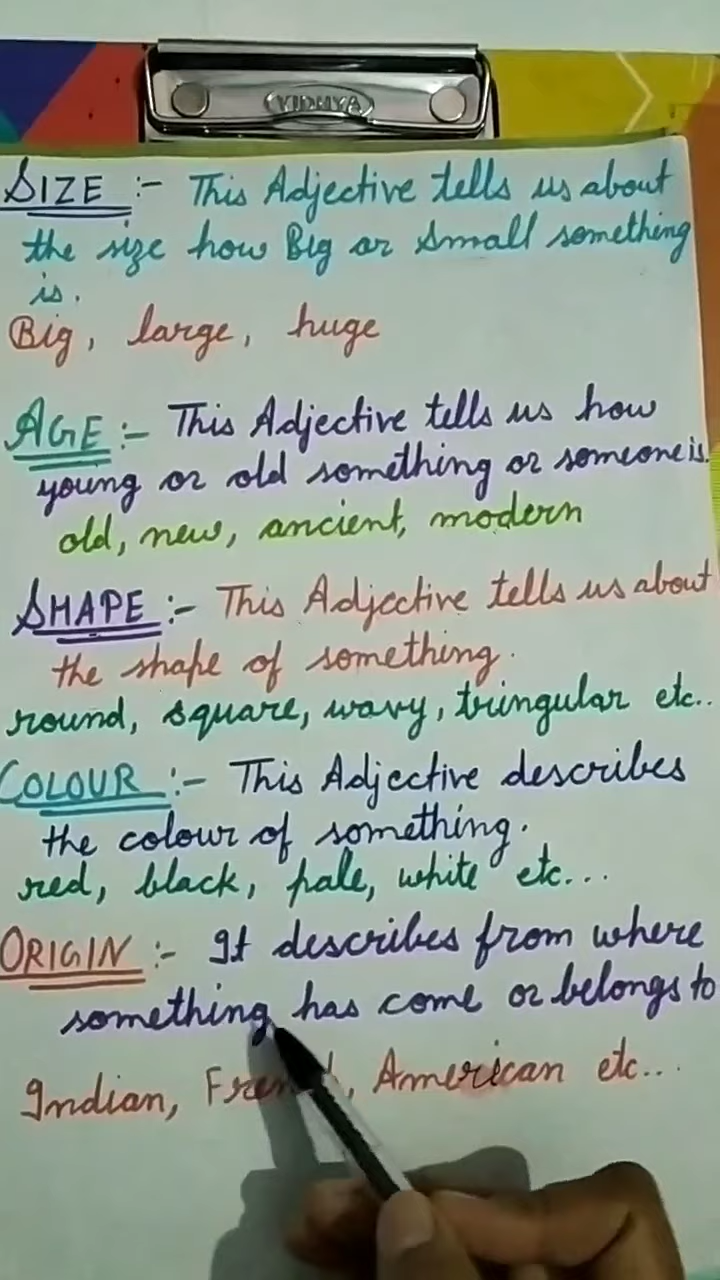 VIDHYA
SIZE :- This Adjective tells us about
the size how Big or Small something
is.
Big, large, huge
AGE :- This Adjective tells us how
young or old something or someone is.
old, new, ancient, modern
SHAPE :- This Adjective tells us about
the shape of something.
round, square, wavy, tringular etc..
COLOUR :- This Adjective describes
the colour of something.
red, black, pale, white etc...
ORIGIN :- It describes from where
something has come or belongs to
Indian, French, American etc...